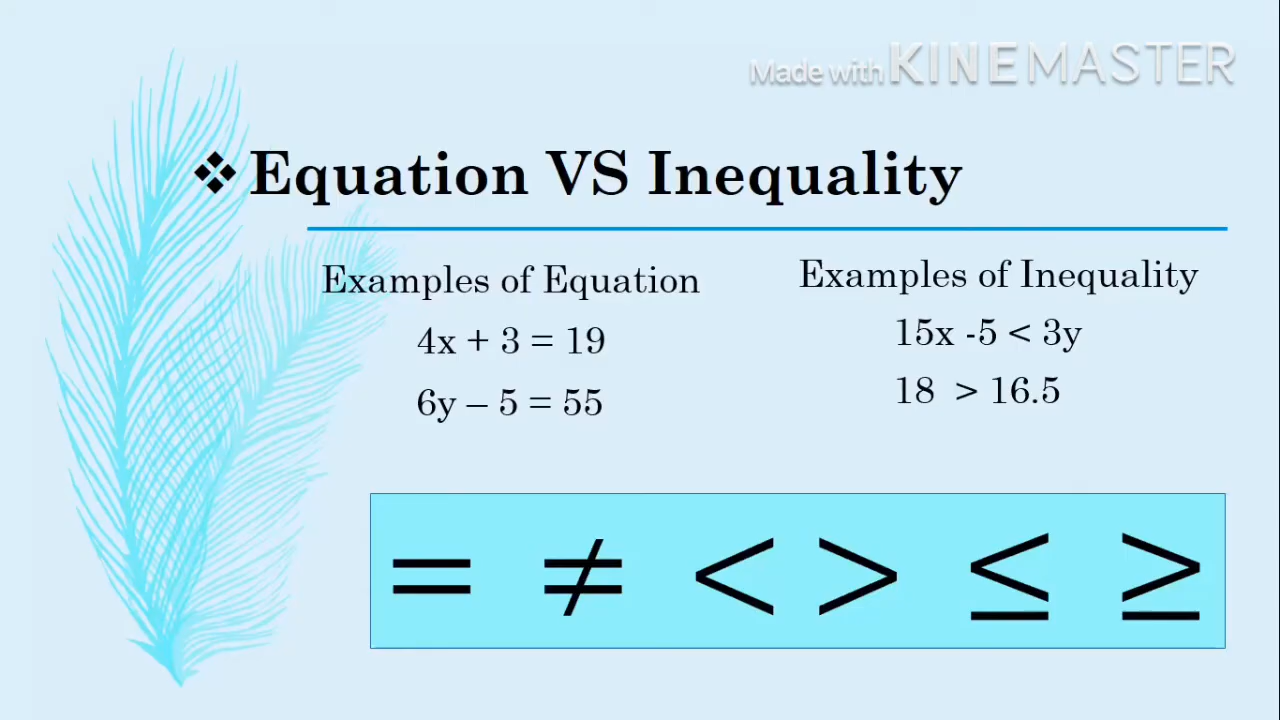 Made with KINEMASTER
❖ Equation VS Inequality
Examples of Equation
4x + 3 = 19
6y – 5 = 55
Examples of Inequality
15x -5 < 3y
18 > 16.5
= ≠ < > ≤ ≥